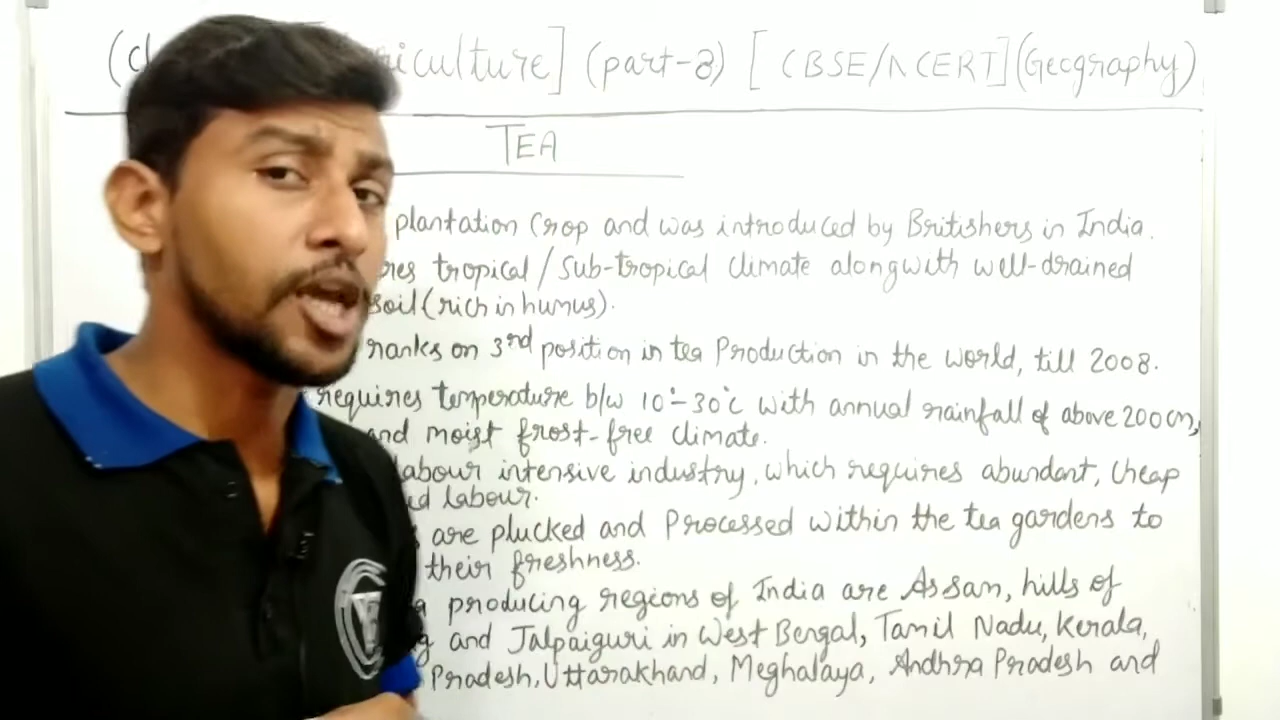 (c iculture] (part-8) [CBSE/NCERT] (Geography)
TEA
plantation crop and was introduced by Britishers in India.
res tropical/sub-tropical climate alongwith well-drained
soil (rich in humus).
ranks on 3rd position in tea Production in the world, till 2008.
requires temperature b/w 10°-30°c with annual rainfall of above 200cm,
and moist frost-free climate.
labour intensive industry, which requires abundant, cheap
ed labour.
are plucked and Processed within the tea gardens to
their freshness.
producing regions of India are Assam, hills of
g and Jalpaiguri in West Bengal, Tamil Nadu, Kerala,
Pradesh, Uttarakhand, Meghalaya, Andhra Pradesh and